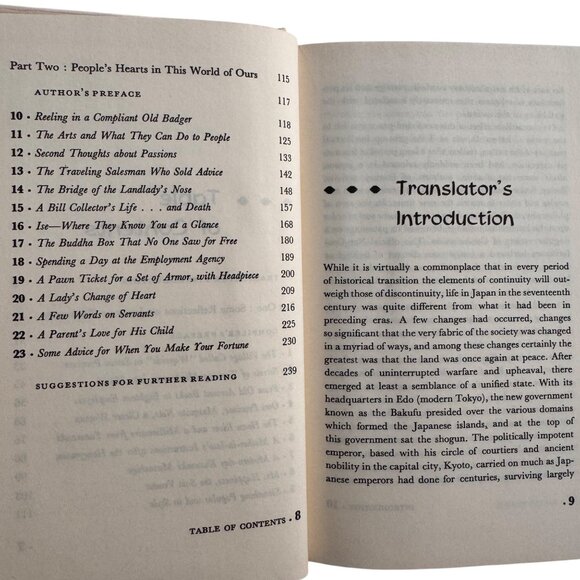 Part Two : People's Hearts in This World of Ours 115
AUTHOR'S PREFACE 117
10 • Reeling in a Compliant Old Badger 118
11 • The Arts and What They Can Do to People 125
12 • Second Thoughts about Passions 133
13 • The Traveling Salesman Who Sold Advice 142
14 • The Bridge of the Landlady's Nose 148
15 • A Bill Collector's Life . . . and Death 157
16 • Ise—Where They Know You at a Glance 168
17 • The Buddha Box That No One Saw for Free 180
18 • Spending a Day at the Employment Agency 189
19 • A Pawn Ticket for a Set of Armor, with Headpiece 200
20 • A Lady's Change of Heart 209
21 • A Few Words on Servants 216
22 • A Parent's Love for His Child 225
23 • Some Advice for When You Make Your Fortune 230
SUGGESTIONS FOR FURTHER READING 239
TABLE OF CONTENTS • 8
• • • Translator's
Introduction
While it is virtually a commonplace that in every period
of historical transition the elements of continuity will out-
weigh those of discontinuity, life in Japan in the seventeenth
century was quite different from what it had been in
preceding eras. A few changes had occurred, changes
so significant that the very fabric of the society was changed
in a myriad of ways, and among these changes certainly the
greatest was that the land was once again at peace. After
decades of uninterrupted warfare and upheaval, there
emerged at least a semblance of a unified state. With its
headquarters in Edo (modern Tokyo), the new government
known as the Bakufu presided over the various domains
which formed the Japanese islands, and at the top of
this government sat the shogun. The politically impotent
emperor, based with his circle of courtiers and ancient
nobility in the capital city, Kyoto, carried on much as Jap-
anese emperors had done for centuries, surviving largely
• 9